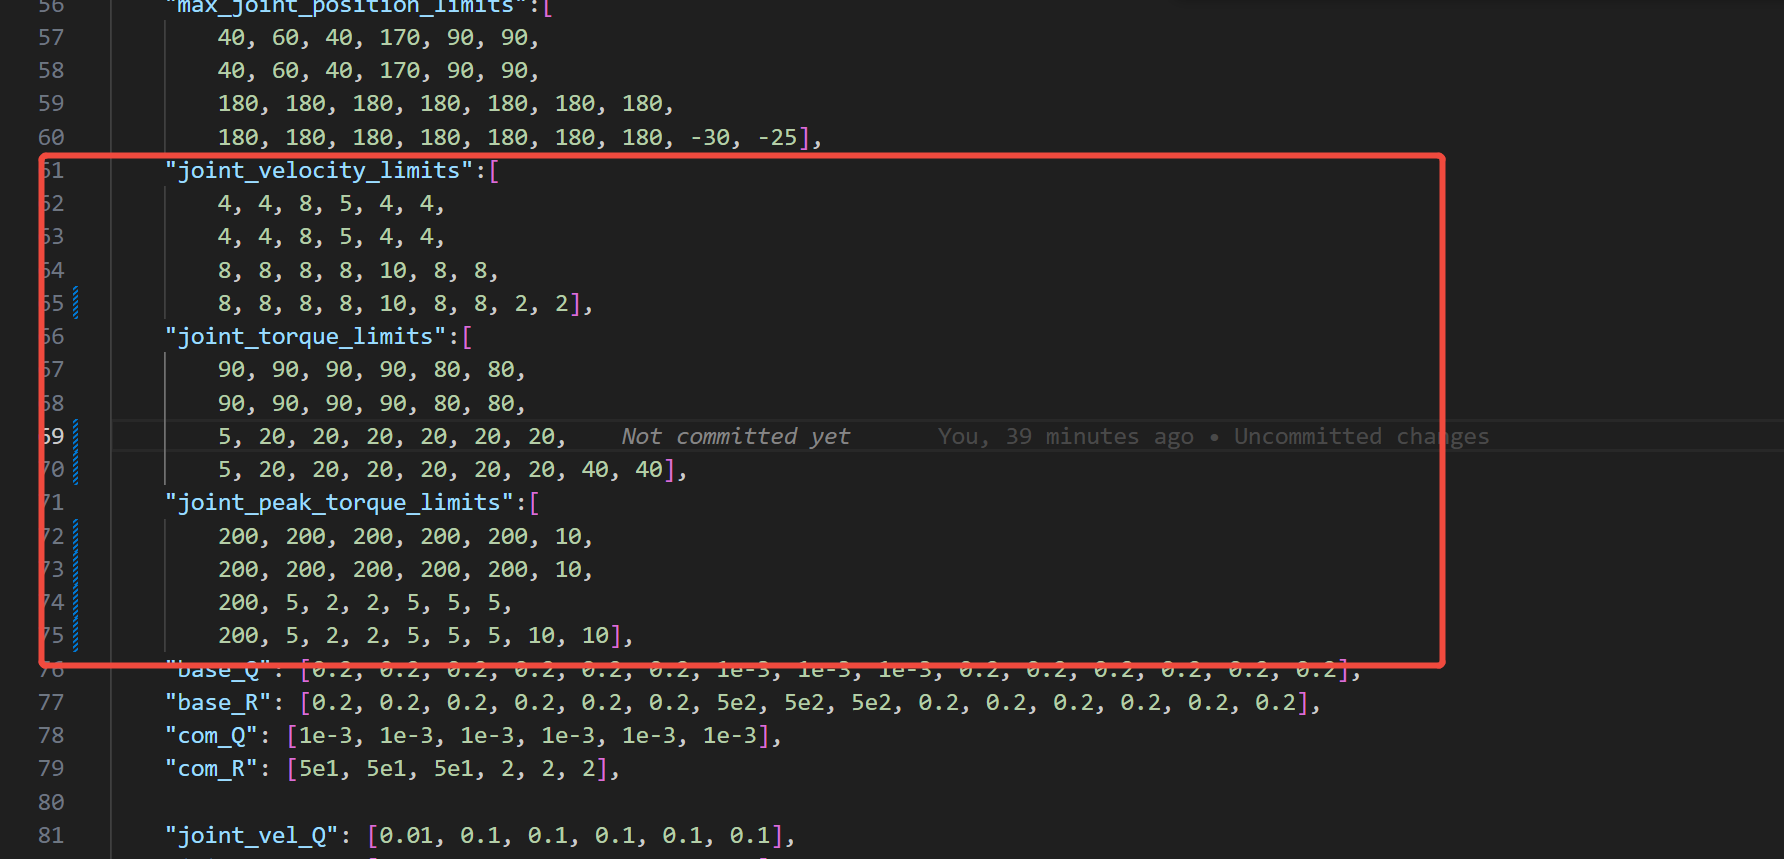 56 "max_joint_position_limits":[
57 40, 60, 40, 170, 90, 90,
58 40, 60, 40, 170, 90, 90,
59 180, 180, 180, 180, 180, 180, 180,
60 180, 180, 180, 180, 180, 180, 180, -30, -25],
61 "joint_velocity_limits":[
62 4, 4, 8, 5, 4, 4,
63 4, 4, 8, 5, 4, 4,
64 8, 8, 8, 8, 10, 8, 8,
65 8, 8, 8, 8, 10, 8, 8, 2, 2],
66 "joint_torque_limits":[
67 90, 90, 90, 90, 80, 80,
68 90, 90, 90, 90, 80, 80,
69 5, 20, 20, 20, 20, 20, 20, Not committed yet You, 39 minutes ago • Uncommitted changes
70 5, 20, 20, 20, 20, 20, 20, 40, 40],
71 "joint_peak_torque_limits":[
72 200, 200, 200, 200, 200, 10,
73 200, 200, 200, 200, 200, 10,
74 200, 5, 2, 2, 5, 5, 5,
75 200, 5, 2, 2, 5, 5, 5, 10, 10],
76 "base_Q": [0.2, 0.2, 0.2, 0.2, 0.2, 0.2, 1e-3, 1e-3, 1e-3, 0.2, 0.2, 0.2, 0.2, 0.2, 0.2],
77 "base_R": [0.2, 0.2, 0.2, 0.2, 0.2, 0.2, 5e2, 5e2, 5e2, 0.2, 0.2, 0.2, 0.2, 0.2, 0.2],
78 "com_Q": [1e-3, 1e-3, 1e-3, 1e-3, 1e-3, 1e-3],
79 "com_R": [5e1, 5e1, 5e1, 2, 2, 2],
80
81 "joint_vel_Q": [0.01, 0.1, 0.1, 0.1, 0.1, 0.1],